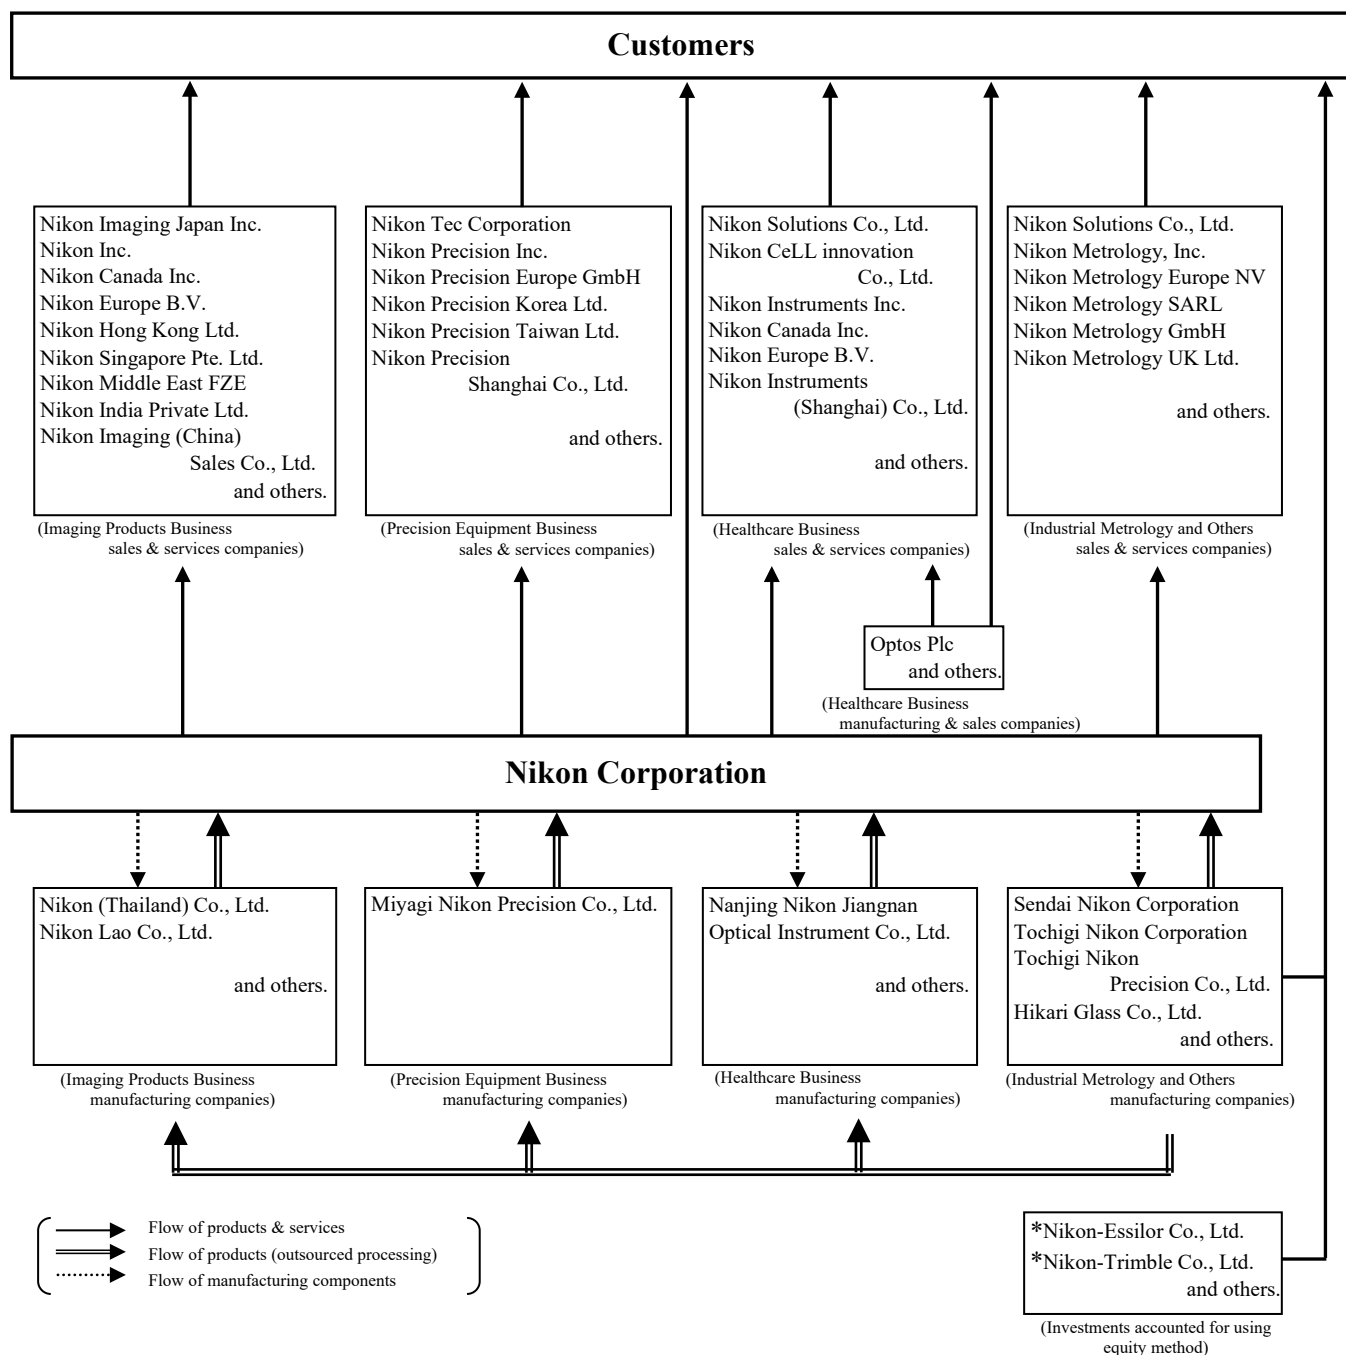 Customers
Nikon Imaging Japan Inc.
Nikon Inc.
Nikon Canada Inc.
Nikon Europe B.V.
Nikon Hong Kong Ltd.
Nikon Singapore Pte. Ltd.
Nikon Middle East FZE
Nikon India Private Ltd.
Nikon Imaging (China)
Sales Co., Ltd.
and others.
(Imaging Products Business
sales & services companies)
Nikon Tec Corporation
Nikon Precision Inc.
Nikon Precision Europe GmbH
Nikon Precision Korea Ltd.
Nikon Precision Taiwan Ltd.
Nikon Precision
Shanghai Co., Ltd.
and others.
(Precision Equipment Business
sales & services companies)
Nikon Solutions Co., Ltd.
Nikon CeLL innovation
Co., Ltd.
Nikon Instruments Inc.
Nikon Canada Inc.
Nikon Europe B.V.
Nikon Instruments
(Shanghai) Co., Ltd.
and others.
(Healthcare Business
sales & services companies)
Nikon Solutions Co., Ltd.
Nikon Metrology, Inc.
Nikon Metrology Europe NV
Nikon Metrology SARL
Nikon Metrology GmbH
Nikon Metrology UK Ltd.
and others.
(Industrial Metrology and Others
sales & services companies)
Optos Plc
and others.
(Healthcare Business
manufacturing & sales companies)
Nikon Corporation
Nikon (Thailand) Co., Ltd.
Nikon Lao Co., Ltd.
and others.
(Imaging Products Business
manufacturing companies)
Miyagi Nikon Precision Co., Ltd.
(Precision Equipment Business
manufacturing companies)
Nanjing Nikon Jiangnan
Optical Instrument Co., Ltd.
and others.
(Healthcare Business
manufacturing companies)
Sendai Nikon Corporation
Tochigi Nikon Corporation
Tochigi Nikon
Precision Co., Ltd.
Hikari Glass Co., Ltd.
and others.
(Industrial Metrology and Others
manufacturing companies)
Flow of products & services
Flow of products (outsourced processing)
Flow of manufacturing components
*Nikon-Essilor Co., Ltd.
*Nikon-Trimble Co., Ltd.
and others.
(Investments accounted for using
equity method)